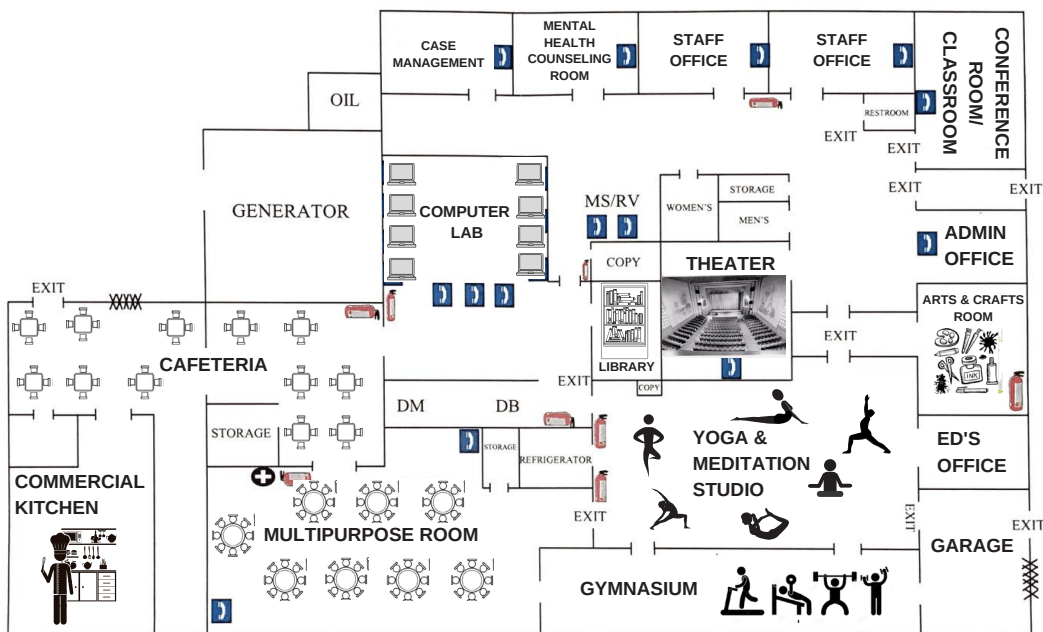 CASE
MANAGEMENT
MENTAL
HEALTH
COUNSELING
ROOM
STAFF
OFFICE
STAFF
OFFICE
CONFERENCE
ROOM/
CLASSROOM
OIL
RESTROOM
EXIT
EXIT
EXIT
EXIT
GENERATOR
COMPUTER
LAB
MS/RV
WOMEN'S
STORAGE
MEN'S
ADMIN
OFFICE
COPY
THEATER
EXIT
CAFETERIA
ARTS & CRAFTS
ROOM
INK
EXIT
LIBRARY
EXIT
COPY
DM
DB
STORAGE
STORAGE
REFRIGERATOR
YOGA &
MEDITATION
STUDIO
ED'S
OFFICE
COMMERCIAL
KITCHEN
MULTIPURPOSE ROOM
EXIT
EXIT
EXIT
GARAGE
GYMNASIUM